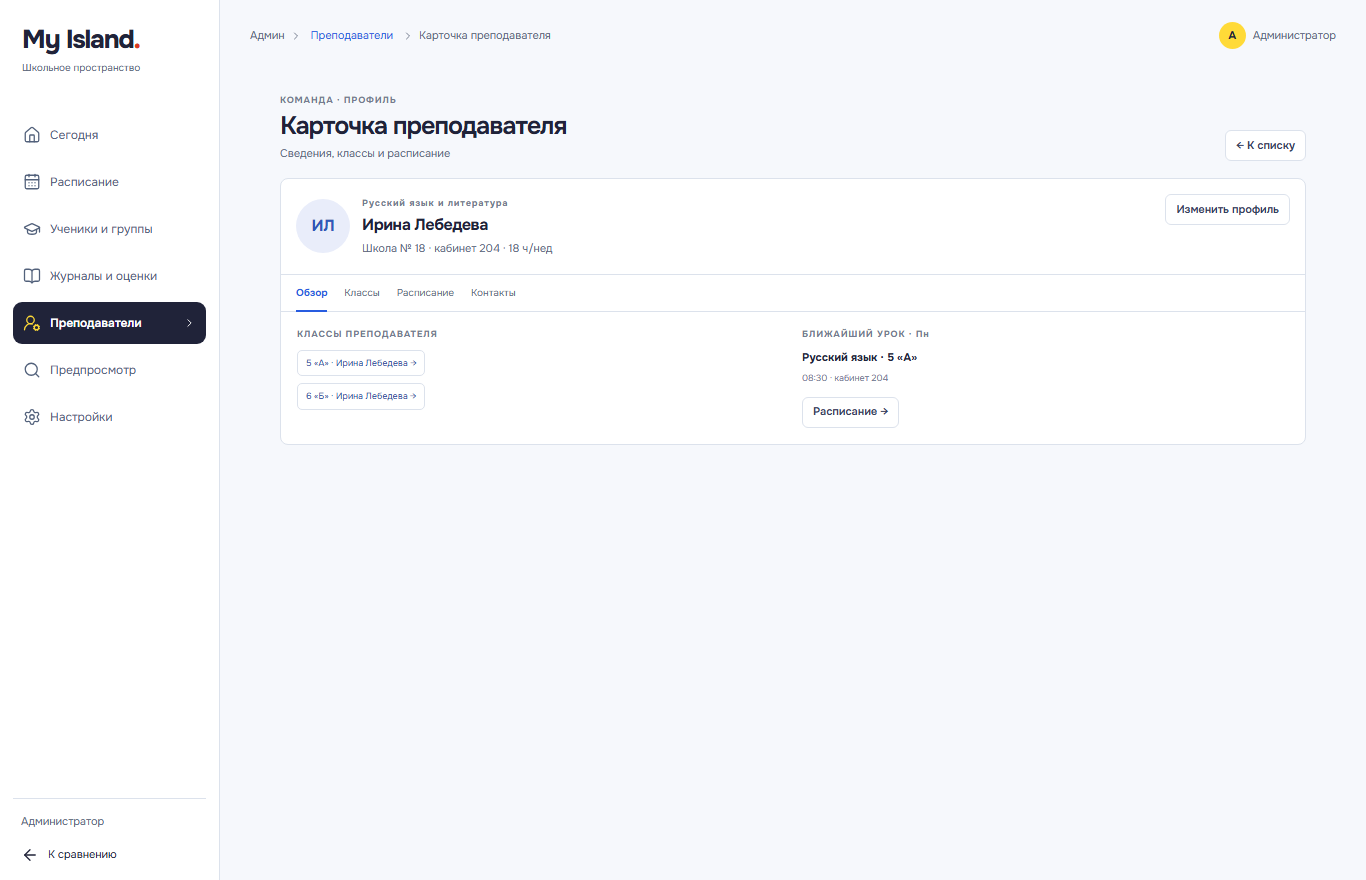 My Island.
Школьное пространство
Сегодня
Расписание
Ученики и группы
Журналы и оценки
Преподаватели
Предпросмотр
Настройки
Администратор
← К сравнению
Админ > Преподаватели > Карточка преподавателя
А Администратор
КОМАНДА · ПРОФИЛЬ
Карточка преподавателя
Сведения, классы и расписание
← К списку
ИЛ
Русский язык и литература
Ирина Лебедева
Школа № 18 · кабинет 204 · 18 ч/нед
Изменить профиль
Обзор Классы Расписание Контакты
КЛАССЫ ПРЕПОДАВАТЕЛЯ
5 «А» · Ирина Лебедева →
6 «Б» · Ирина Лебедева →
БЛИЖАЙШИЙ УРОК · Пн
Русский язык · 5 «А»
08:30 · кабинет 204
Расписание →